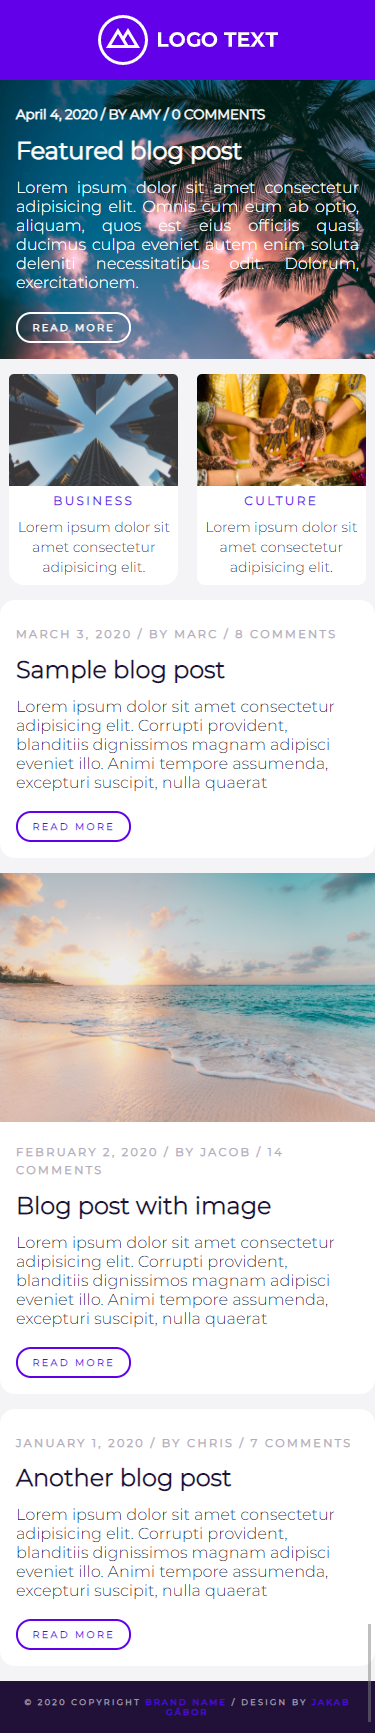 LOGO TEXT
April 4, 2020 / BY AMY / 0 COMMENTS
Featured blog post
Lorem ipsum dolor sit amet consectetur
adipisicing elit. Omnis cum eum ab optio,
aliquam, quos est eius officiis quasi
ducimus culpa eveniet autem enim soluta
deleniti necessitatibus odit. Dolorum,
exercitationem.
READ MORE
BUSINESS
Lorem ipsum dolor sit
amet consectetur
adipisicing elit.
CULTURE
Lorem ipsum dolor sit
amet consectetur
adipisicing elit.
MARCH 3, 2020 / BY MARC / 8 COMMENTS
Sample blog post
Lorem ipsum dolor sit amet consectetur
adipisicing elit. Corrupti provident,
blanditiis dignissimos magnam adipisci
eveniet illo. Animi tempore assumenda,
excepturi suscipit, nulla quaerat
READ MORE
FEBRUARY 2, 2020 / BY JACOB / 14
COMMENTS
Blog post with image
Lorem ipsum dolor sit amet consectetur
adipisicing elit. Corrupti provident,
blanditiis dignissimos magnam adipisci
eveniet illo. Animi tempore assumenda,
excepturi suscipit, nulla quaerat
READ MORE
JANUARY 1, 2020 / BY CHRIS / 7 COMMENTS
Another blog post
Lorem ipsum dolor sit amet consectetur
adipisicing elit. Corrupti provident,
blanditiis dignissimos magnam adipisci
eveniet illo. Animi tempore assumenda,
excepturi suscipit, nulla quaerat
READ MORE
© 2020 COPYRIGHT BRAND NAME / DESIGN BY JAKAB
GÁBOR